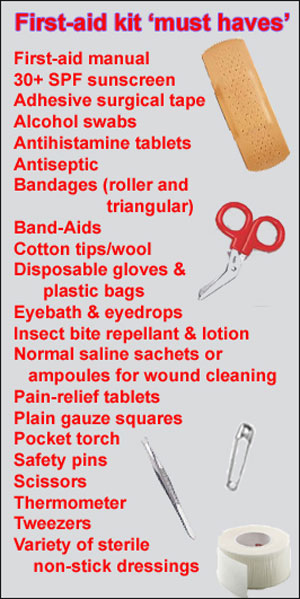 First-aid kit ‘must haves’
First-aid manual
30+ SPF sunscreen
Adhesive surgical tape
Alcohol swabs
Antihistamine tablets
Antiseptic
Bandages (roller and
triangular)
Band-Aids
Cotton tips/wool
Disposable gloves &
plastic bags
Eyebath & eyedrops
Insect bite repellant & lotion
Normal saline sachets or
ampoules for wound cleaning
Pain-relief tablets
Plain gauze squares
Pocket torch
Safety pins
Scissors
Thermometer
Tweezers
Variety of sterile
non-stick dressings